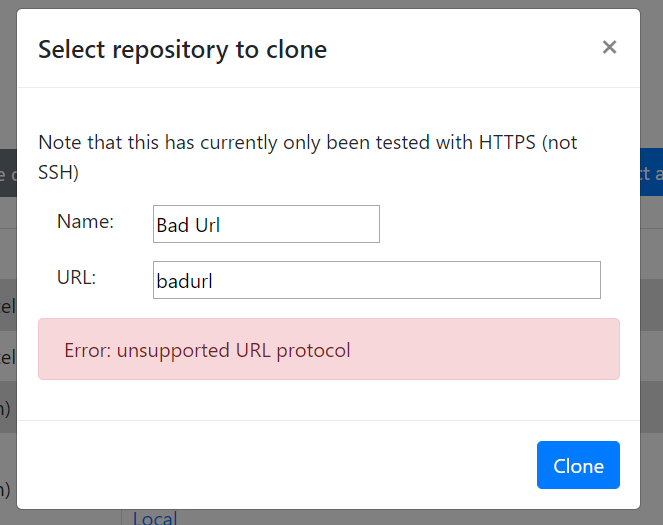 Select repository to clone
×
Note that this has currently only been tested with HTTPS (not
SSH)
Name:
Bad Url
URL:
badurl
Error: unsupported URL protocol
Clone
Local